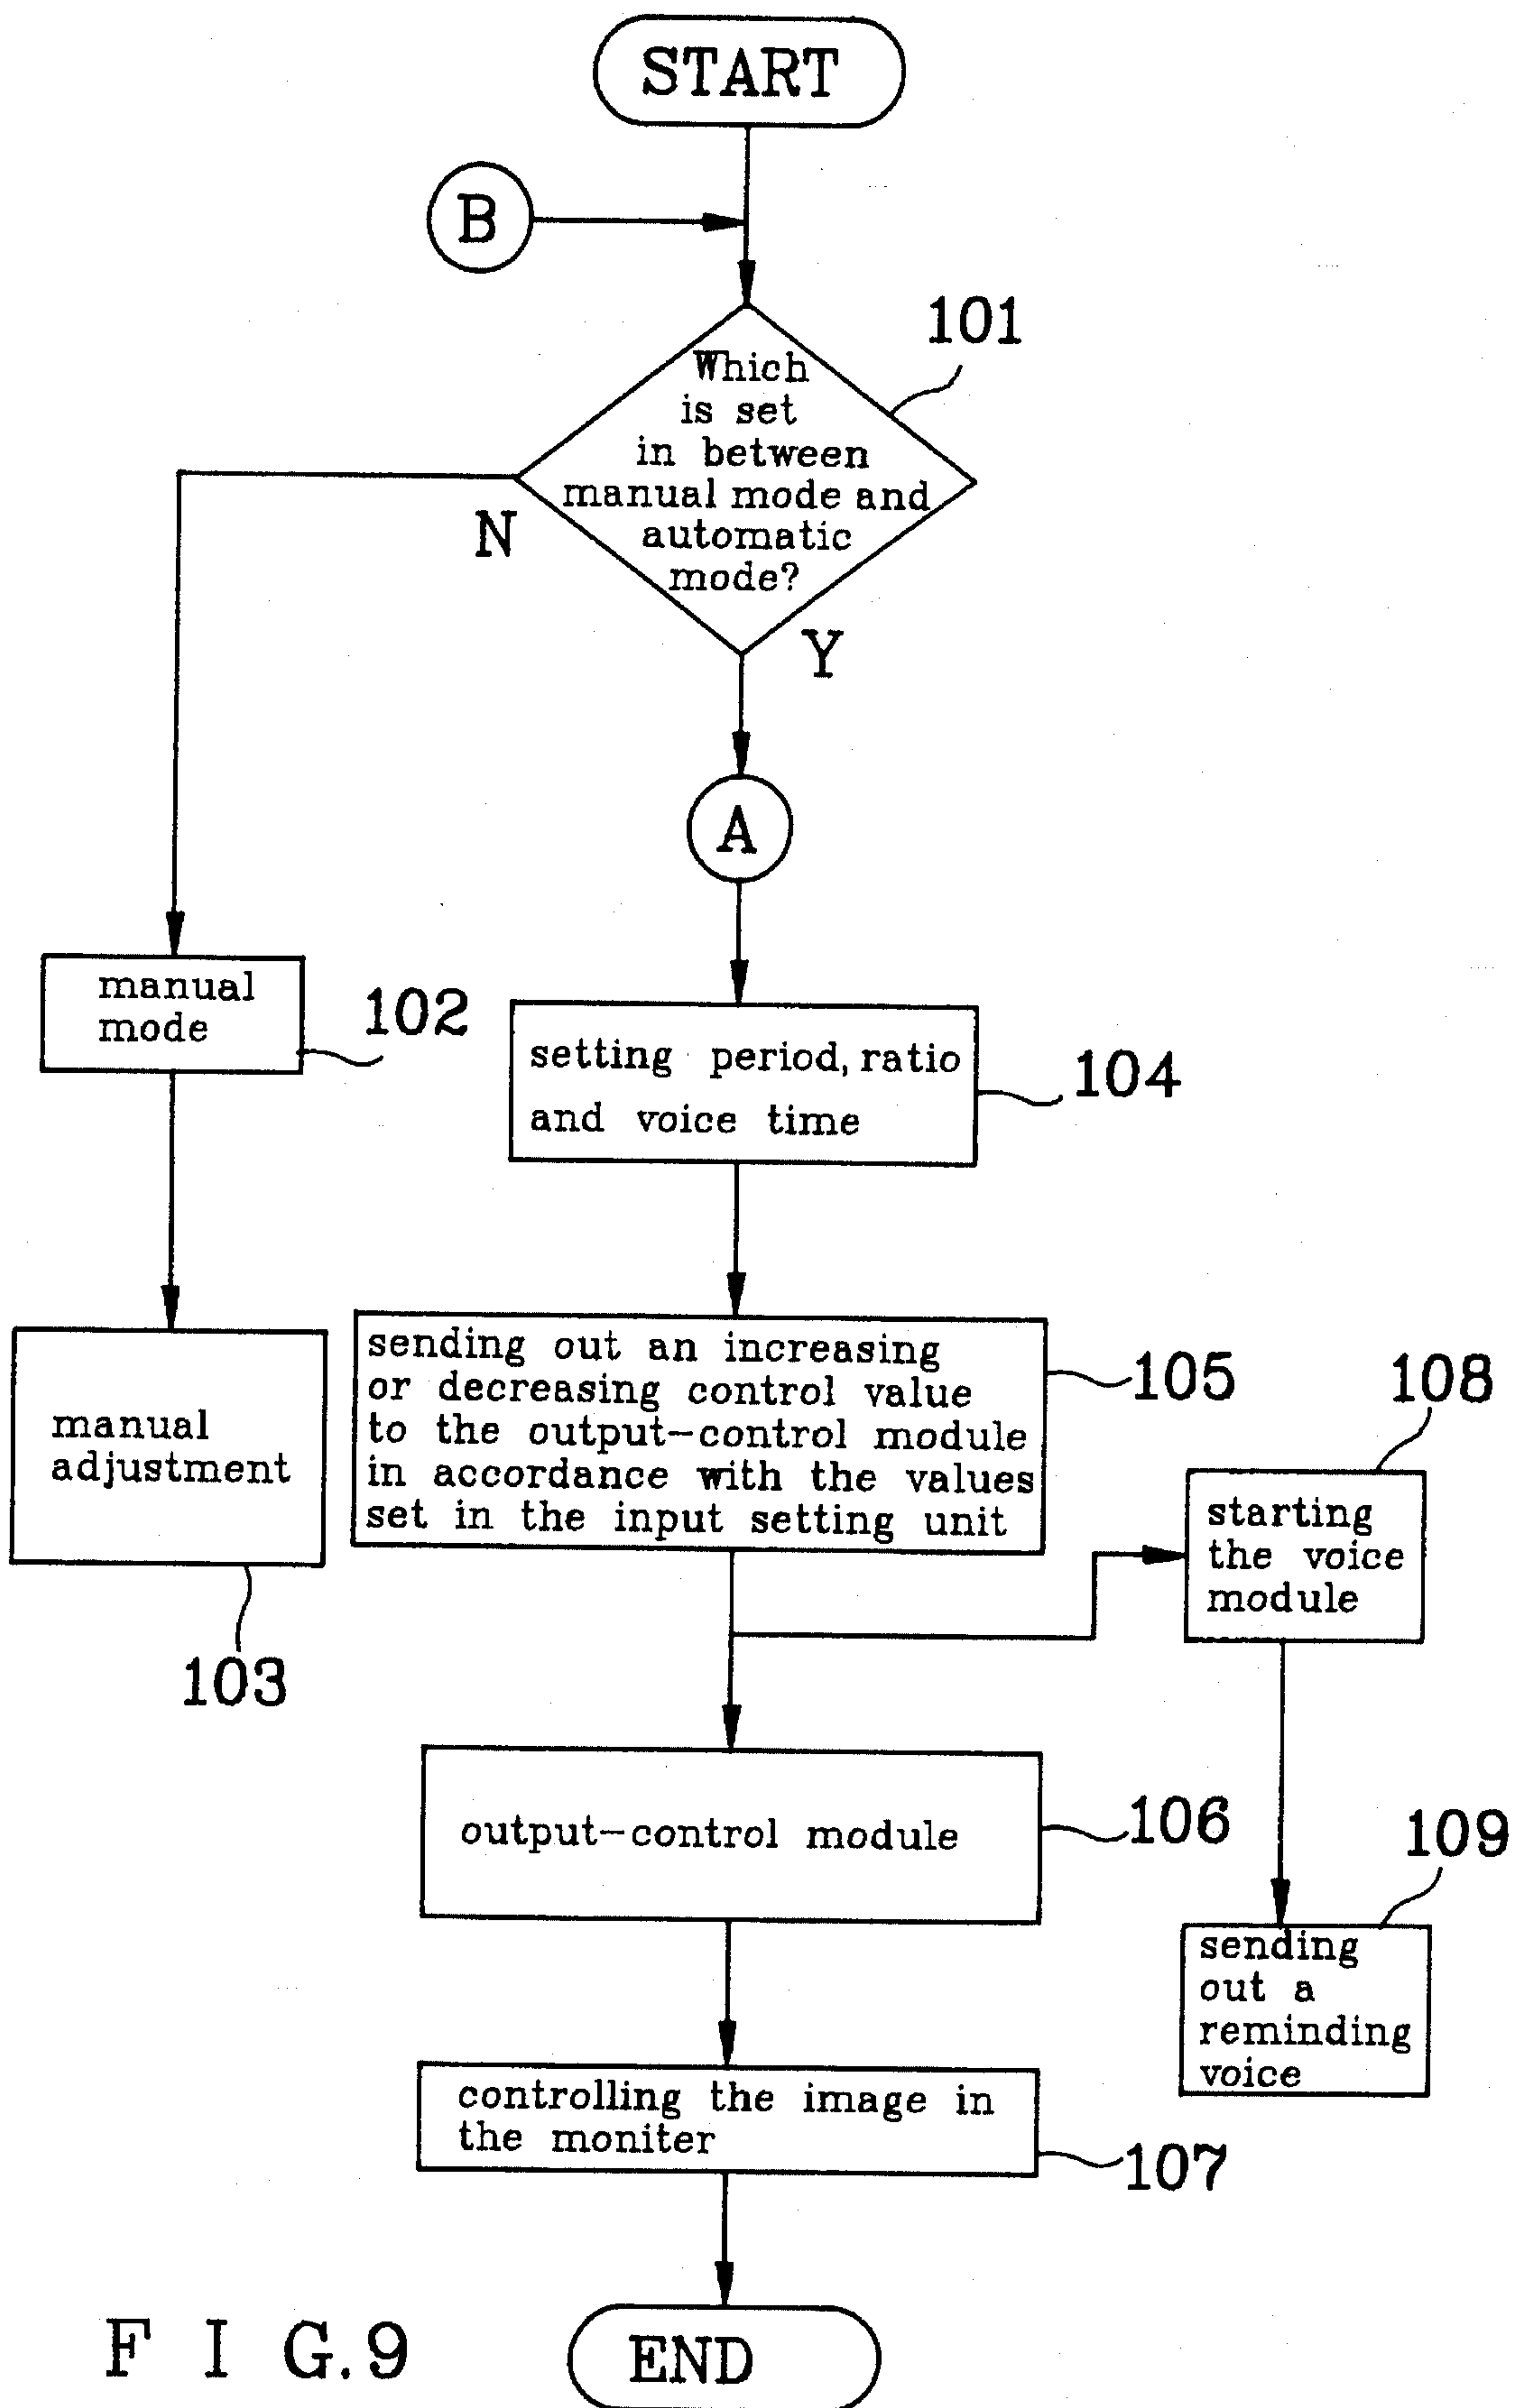 START
B
101
Which
is set
in between
manual mode and
automatic
mode?
N
Y
A
manual
mode
102
setting period, ratio
and voice time
104
manual
adjustment
103
sending out an increasing
or decreasing control value
to the output-control module
in accordance with the values
set in the input setting unit
105
108
starting
the voice
module
output-control module
106
109
sending
out a
reminding
voice
controlling the image in
the moniter
107
END
FIG.9